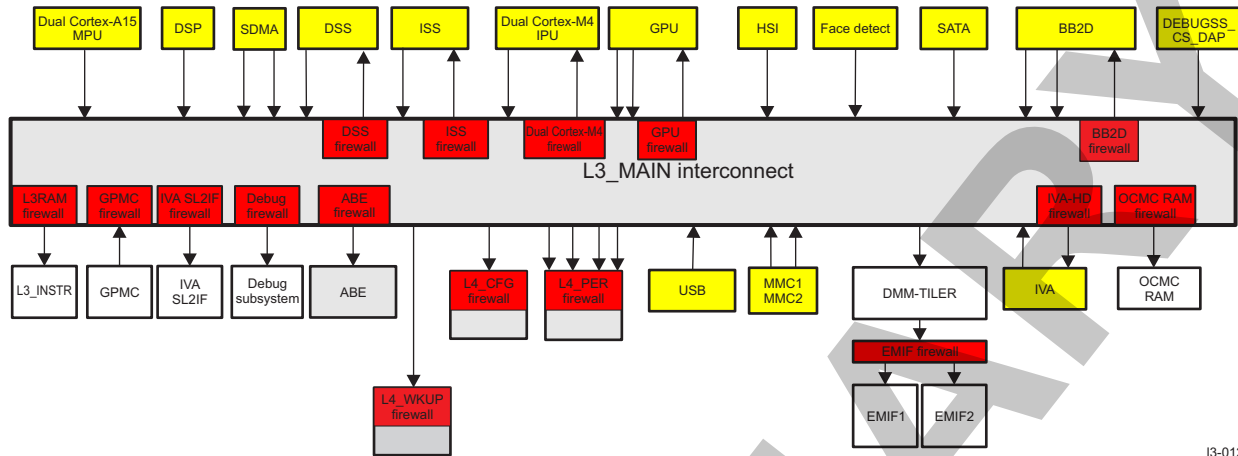 Dual Cortex-A15
MPU
DSP
SDMA
DSS
ISS
Dual Cortex-M4
IPU
GPU
HSI
Face detect
SATA
BB2D
DEBUGSS_
CS_DAP
DSS
firewall
ISS
firewall
Dual Cortex-M4
firewall
GPU
firewall
BB2D
firewall
L3_MAIN interconnect
L3RAM
firewall
GPMC
firewall
IVA SL2IF
firewall
Debug
firewall
ABE
firewall
IVA-HD
firewall
OCMC RAM
firewall
L3_INSTR
GPMC
IVA
SL2IF
Debug
subsystem
ABE
L4_CFG
firewall
L4_PER
firewall
USB
MMC1
MMC2
DMM-TILER
IVA
OCMC
RAM
EMIF firewall
L4_WKUP
firewall
EMIF1
EMIF2